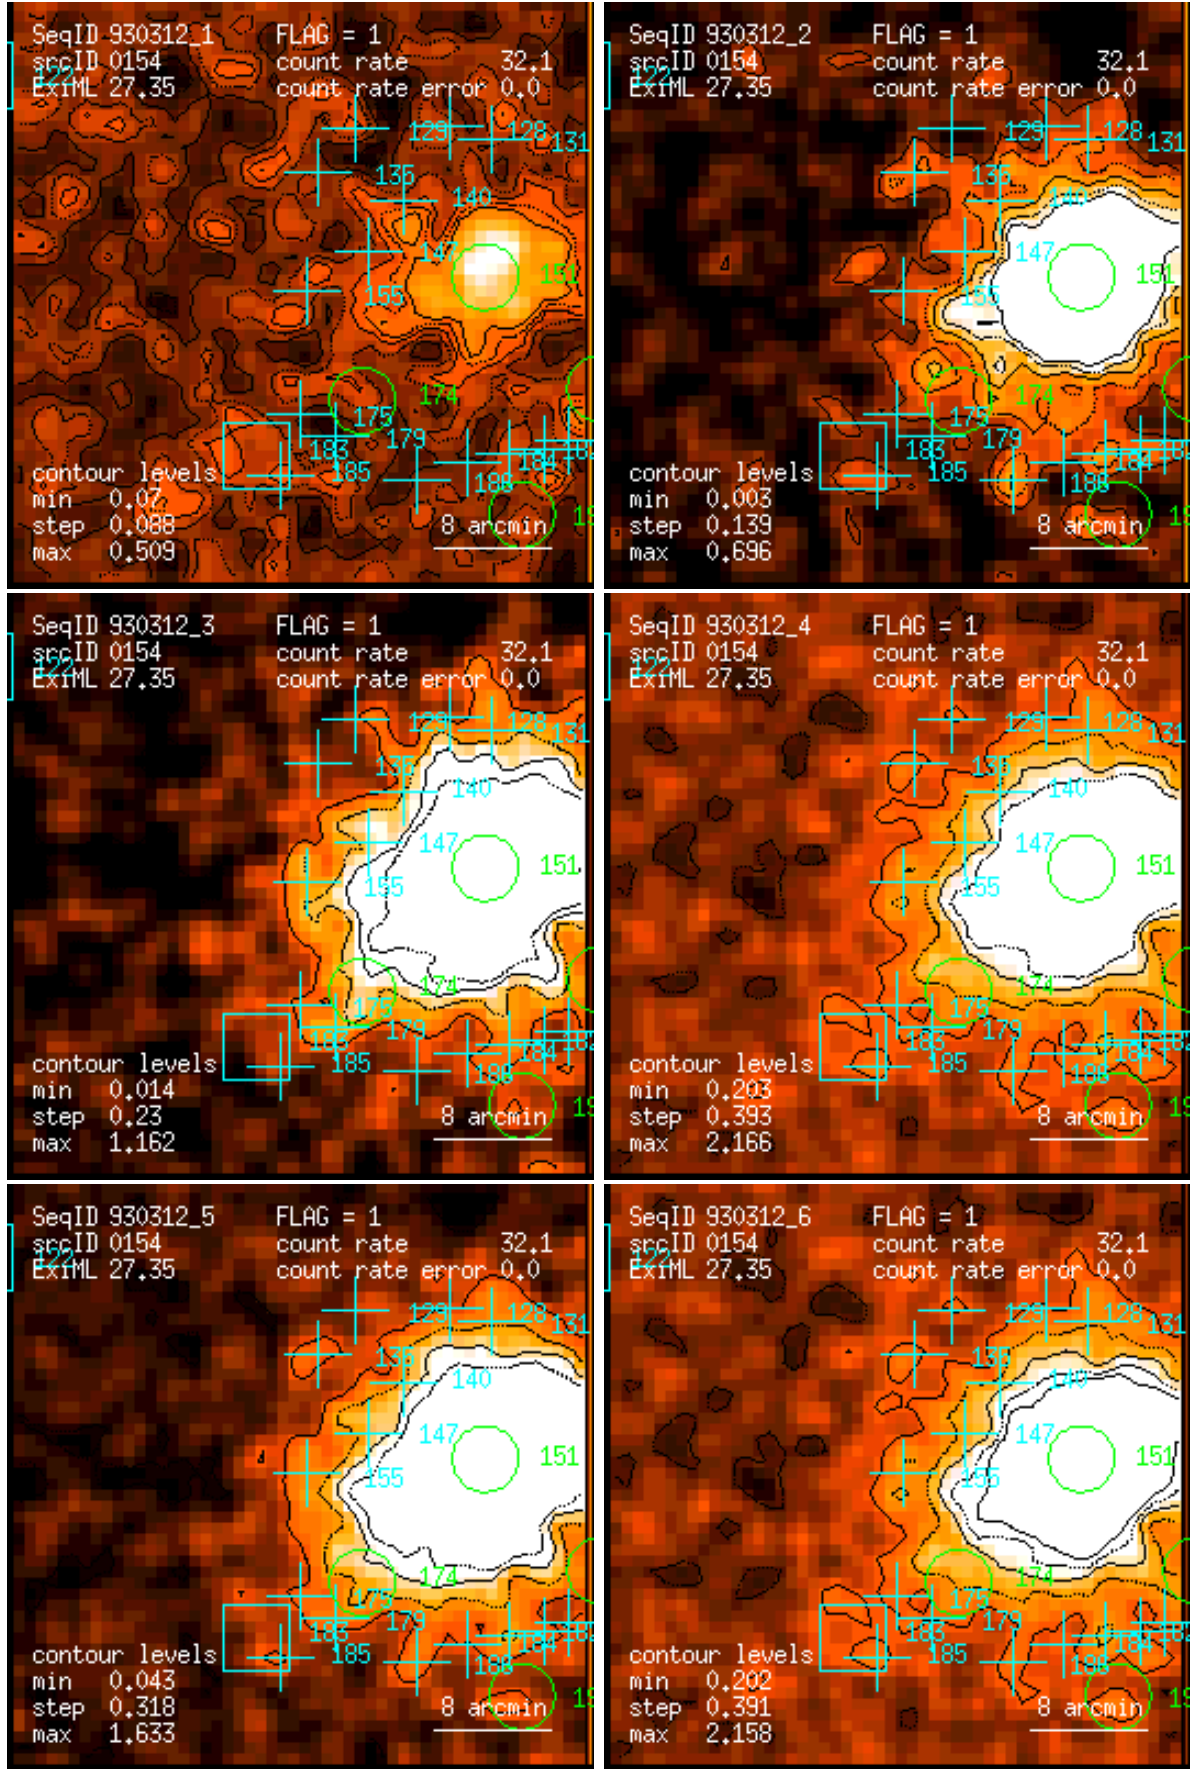 SeqID 930312_1 FLAG = 1
srcID 0154 count rate 32.1
122
ExiML 27.35 count rate error 0.0
129 128
131
135
140
147
151
155
174
175
179
183
184
182
185
188
contour levels
min 0.07
step 0.088 8 arcmin
max 0.509
SeqID 930312_2 FLAG = 1
srcID 0154 count rate 32.1
122
ExiML 27.35 count rate error 0.0
129 128
131
135
140
147
151
155
174
175
179
183
184
182
185
188
contour levels
min 0.003
step 0.139 8 arcmin
max 0.696
SeqID 930312_3 FLAG = 1
srcID 0154 count rate 32.1
122
ExiML 27.35 count rate error 0.0
129 128
131
135
140
147
151
155
174
175
179
183
184
182
185
188
contour levels
min 0.014
step 0.23 8 arcmin
max 1.162
SeqID 930312_4 FLAG = 1
srcID 0154 count rate 32.1
122
ExiML 27.35 count rate error 0.0
129 128
131
135
140
147
151
155
174
175
179
183
184
182
185
188
contour levels
min 0.203
step 0.393 8 arcmin
max 2.166
SeqID 930312_5 FLAG = 1
srcID 0154 count rate 32.1
122
ExiML 27.35 count rate error 0.0
129 128
131
135
140
147
151
155
174
175
179
183
184
182
185
188
contour levels
min 0.043
step 0.318 8 arcmin
max 1.633
SeqID 930312_6 FLAG = 1
srcID 0154 count rate 32.1
122
ExiML 27.35 count rate error 0.0
129 128
131
135
140
147
151
155
174
175
179
183
184
182
185
188
contour levels
min 0.202
step 0.391 8 arcmin
max 2.158